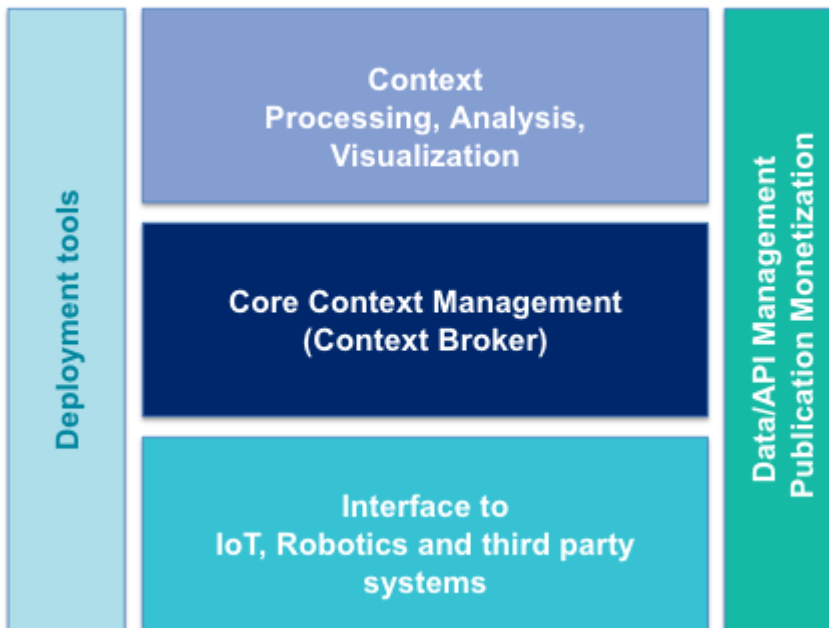 Deployment tools
Context
Processing, Analysis,
Visualization
Core Context Management
(Context Broker)
Interface to
IoT, Robotics and third party
systems
Data/API Management
Publication Monetization